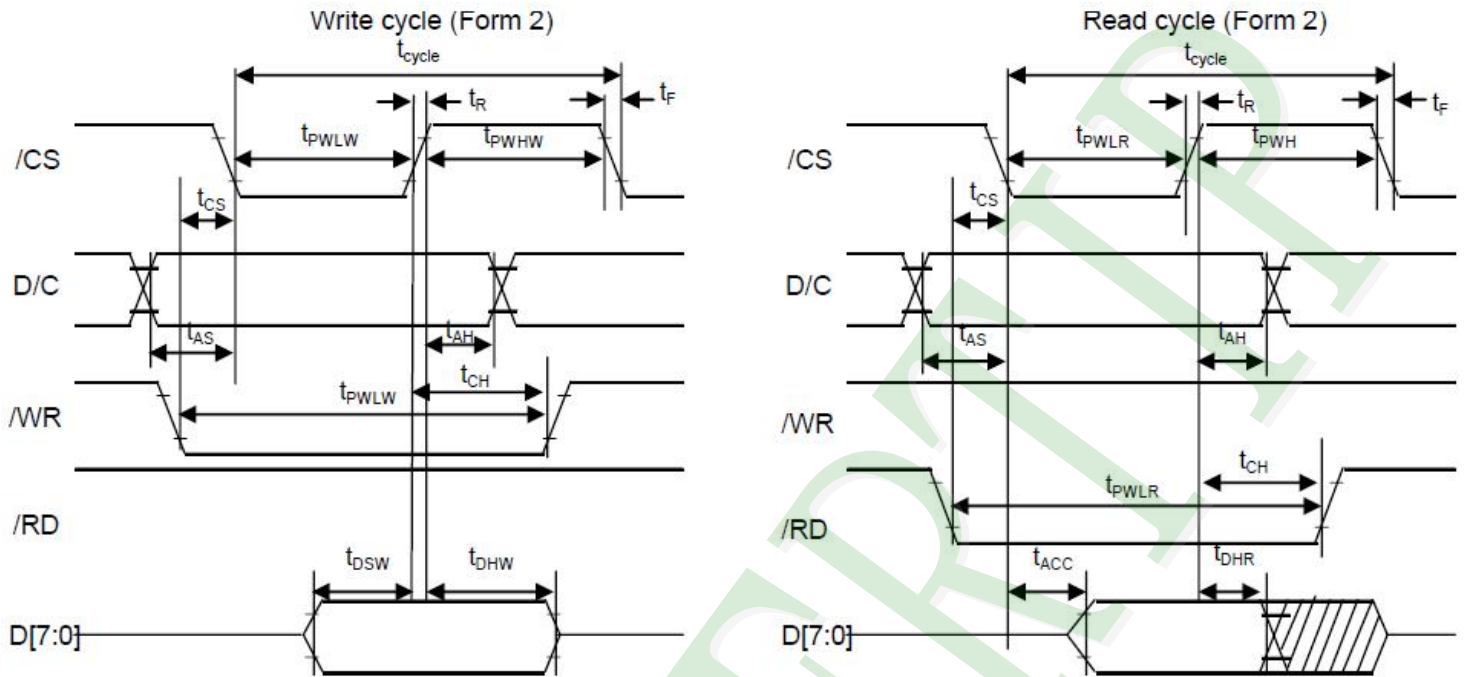 Write cycle (Form 2)
tcycle
tR
tF
/CS
tPWLW
tPWHW
tCS
D/C
tAS
tAH
tCH
/WR
tPWLW
/RD
tDSW
tDHW
D[7:0]
Read cycle (Form 2)
tcycle
tR
tF
/CS
tPWLR
tPWH
tCS
D/C
tAS
tAH
/WR
tCH
tPWLR
/RD
tACC
tDHR
D[7:0]